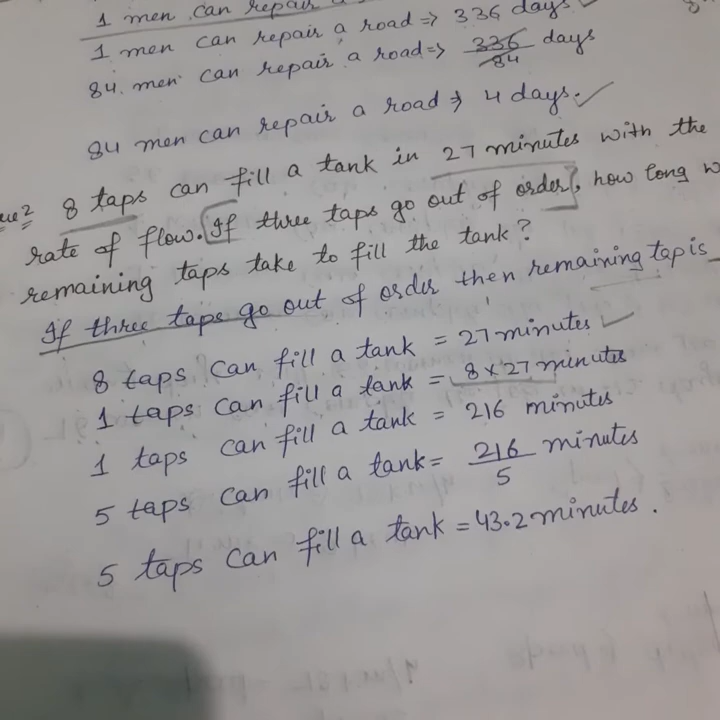 1 men can repair a
1 men can repair a road => 336 days
84. men can repair a road => 336/84 days
84 men can repair a road => 4 days.
2 8 taps can fill a tank in 27 minutes with the
rate of flow. If three taps go out of order, how long
remaining taps take to fill the tank?
If three taps go out of order then remaining tap is
8 taps can fill a tank = 27 minutes
1 taps can fill a tank = 8 x 27 minutes
1 taps can fill a tank = 216 minutes
5 taps can fill a tank = 216/5 minutes
5 taps can fill a tank = 43.2 minutes.